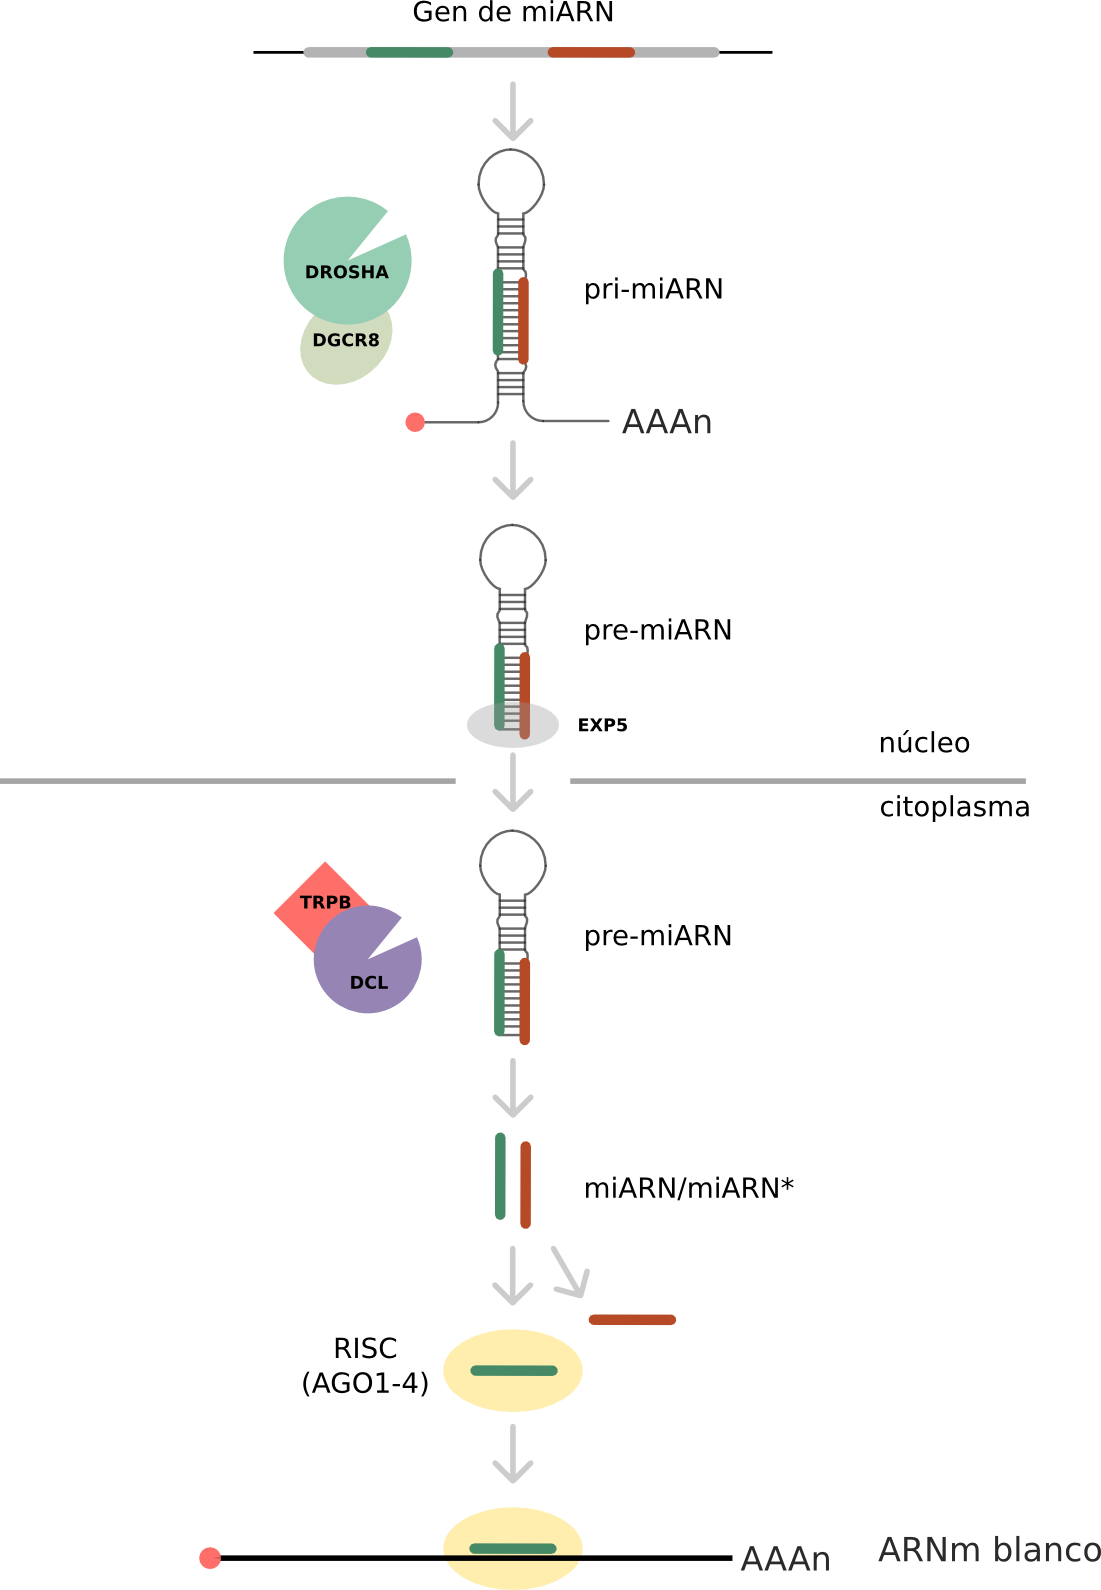 Gen de miARN
DROSHA
DGCR8
pri-miARN
AAAn
pre-miARN
EXP5
núcleo
citoplasma
TRPB
DCL
pre-miARN
miARN/miARN*
RISC
(AGO1-4)
AAAn
ARNm blanco